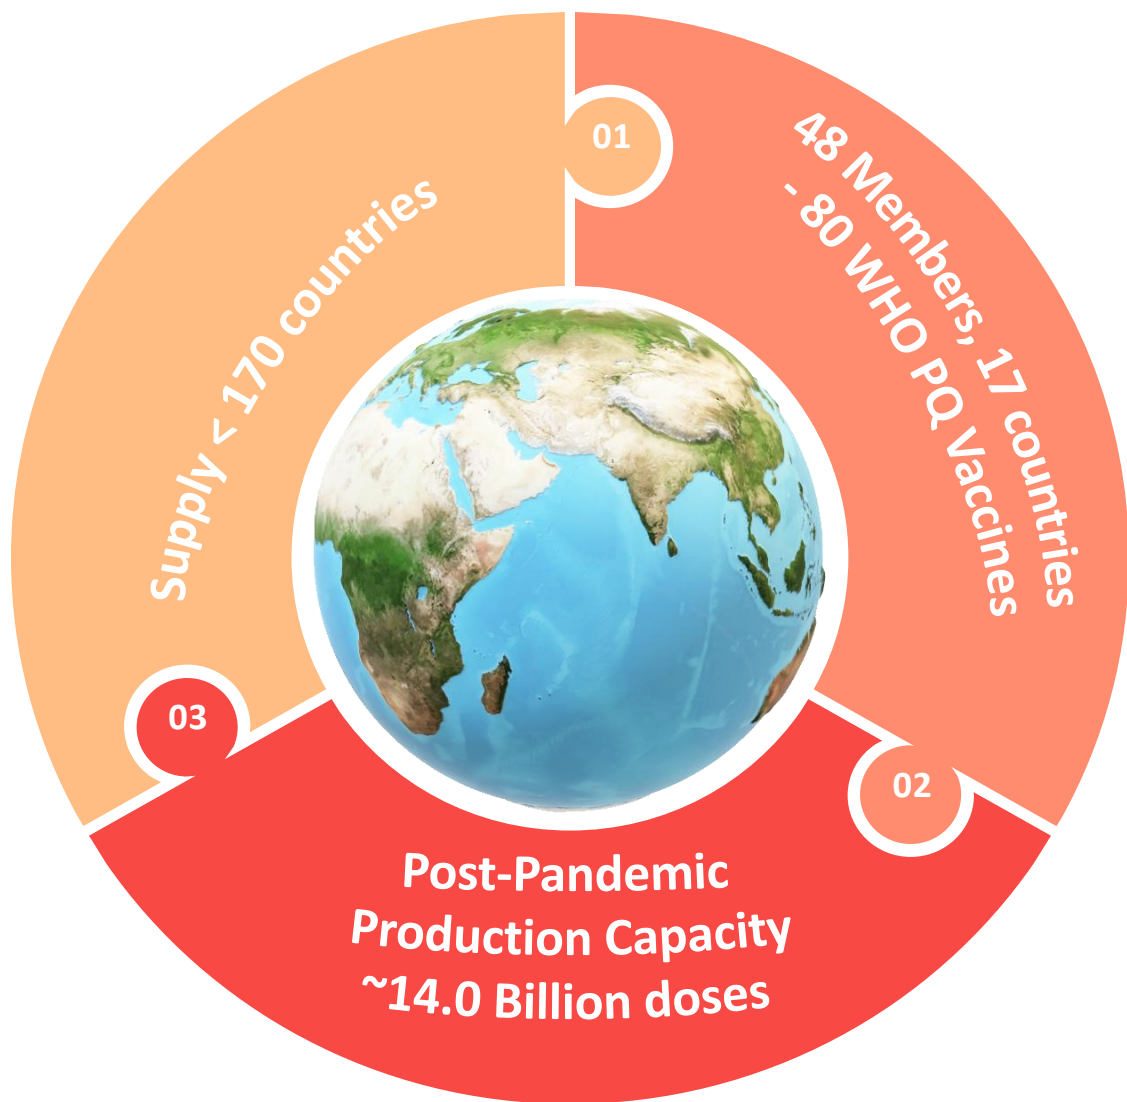 01
48 Members, 17 countries
- 80 WHO PQ Vaccines
02
Post-Pandemic
Production Capacity
~14.0 Billion doses
03
Supply < 170 countries